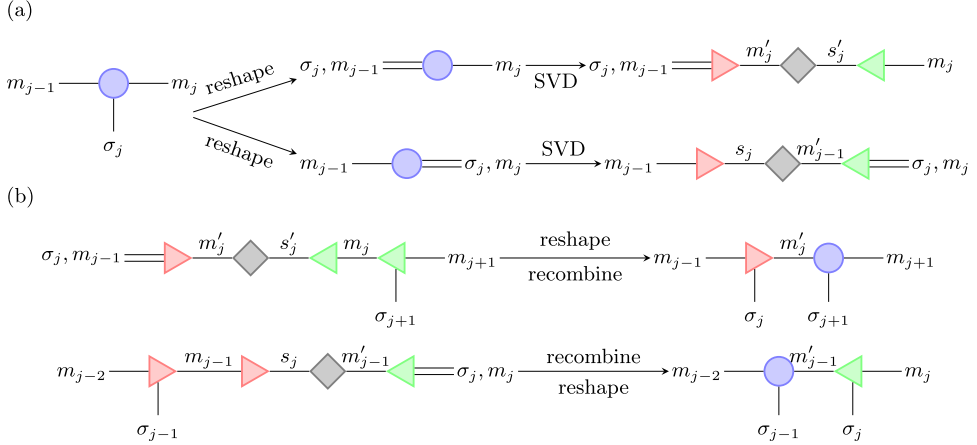 (a)
m_{j−1} m_j σ_j
reshape σ_j, m_{j−1} m_j SVD σ_j, m_{j−1} m′_j s′_j m_j
reshape m_{j−1} σ_j, m_j SVD m_{j−1} s_j m′_{j−1} σ_j, m_j
(b)
σ_j, m_{j−1} m′_j s′_j m_j m_{j+1} reshape recombine m_{j−1} m′_j m_{j+1}
σ_{j+1} σ_j σ_{j+1}
m_{j−2} m_{j−1} s_j m′_{j−1} σ_j, m_j recombine reshape m_{j−2} m′_{j−1} m_j
σ_{j−1} σ_{j−1} σ_j